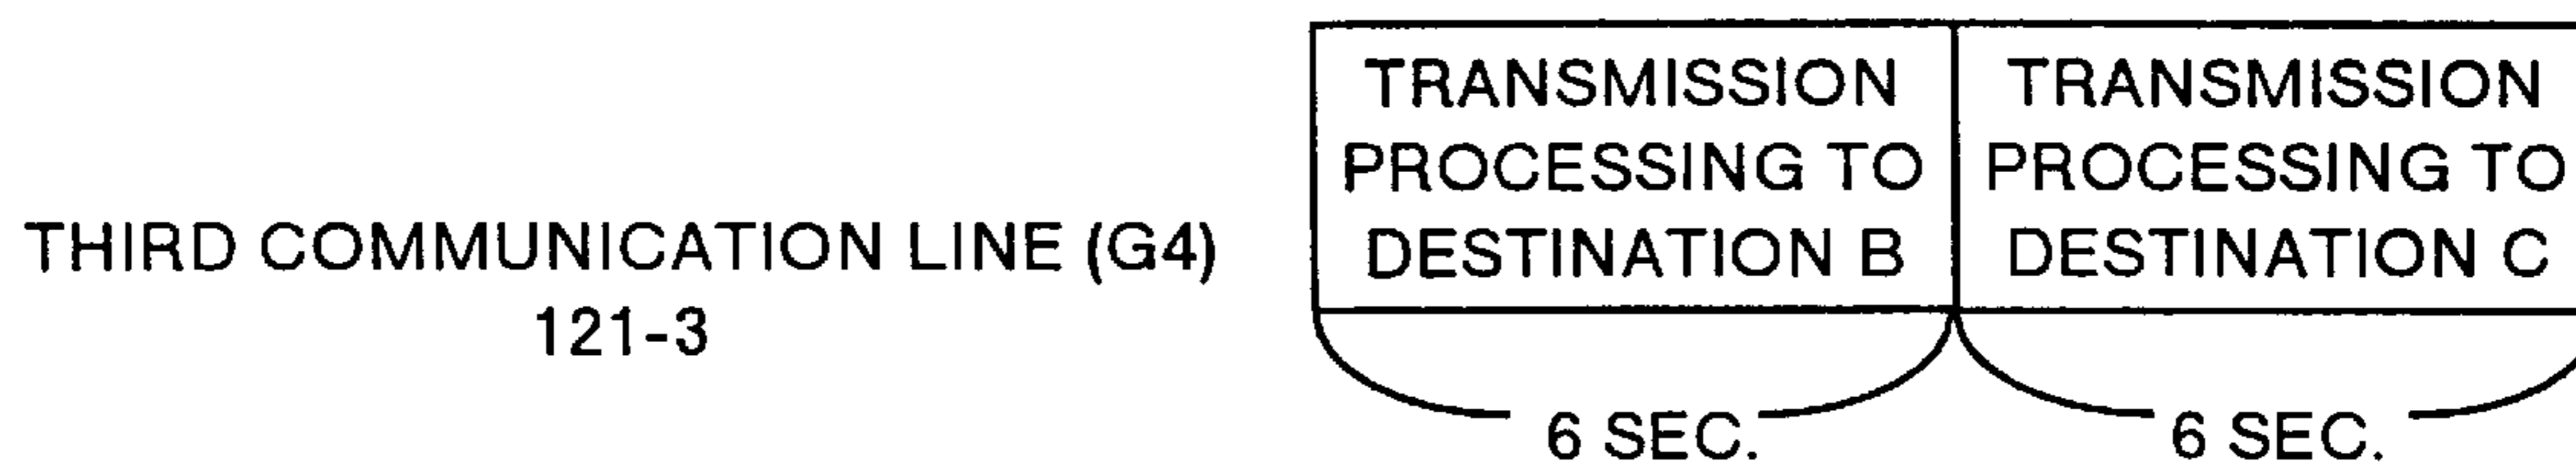 THIRD COMMUNICATION LINE (G4)
121-3
TRANSMISSION
PROCESSING TO
DESTINATION B
TRANSMISSION
PROCESSING TO
DESTINATION C
6 SEC.
6 SEC.